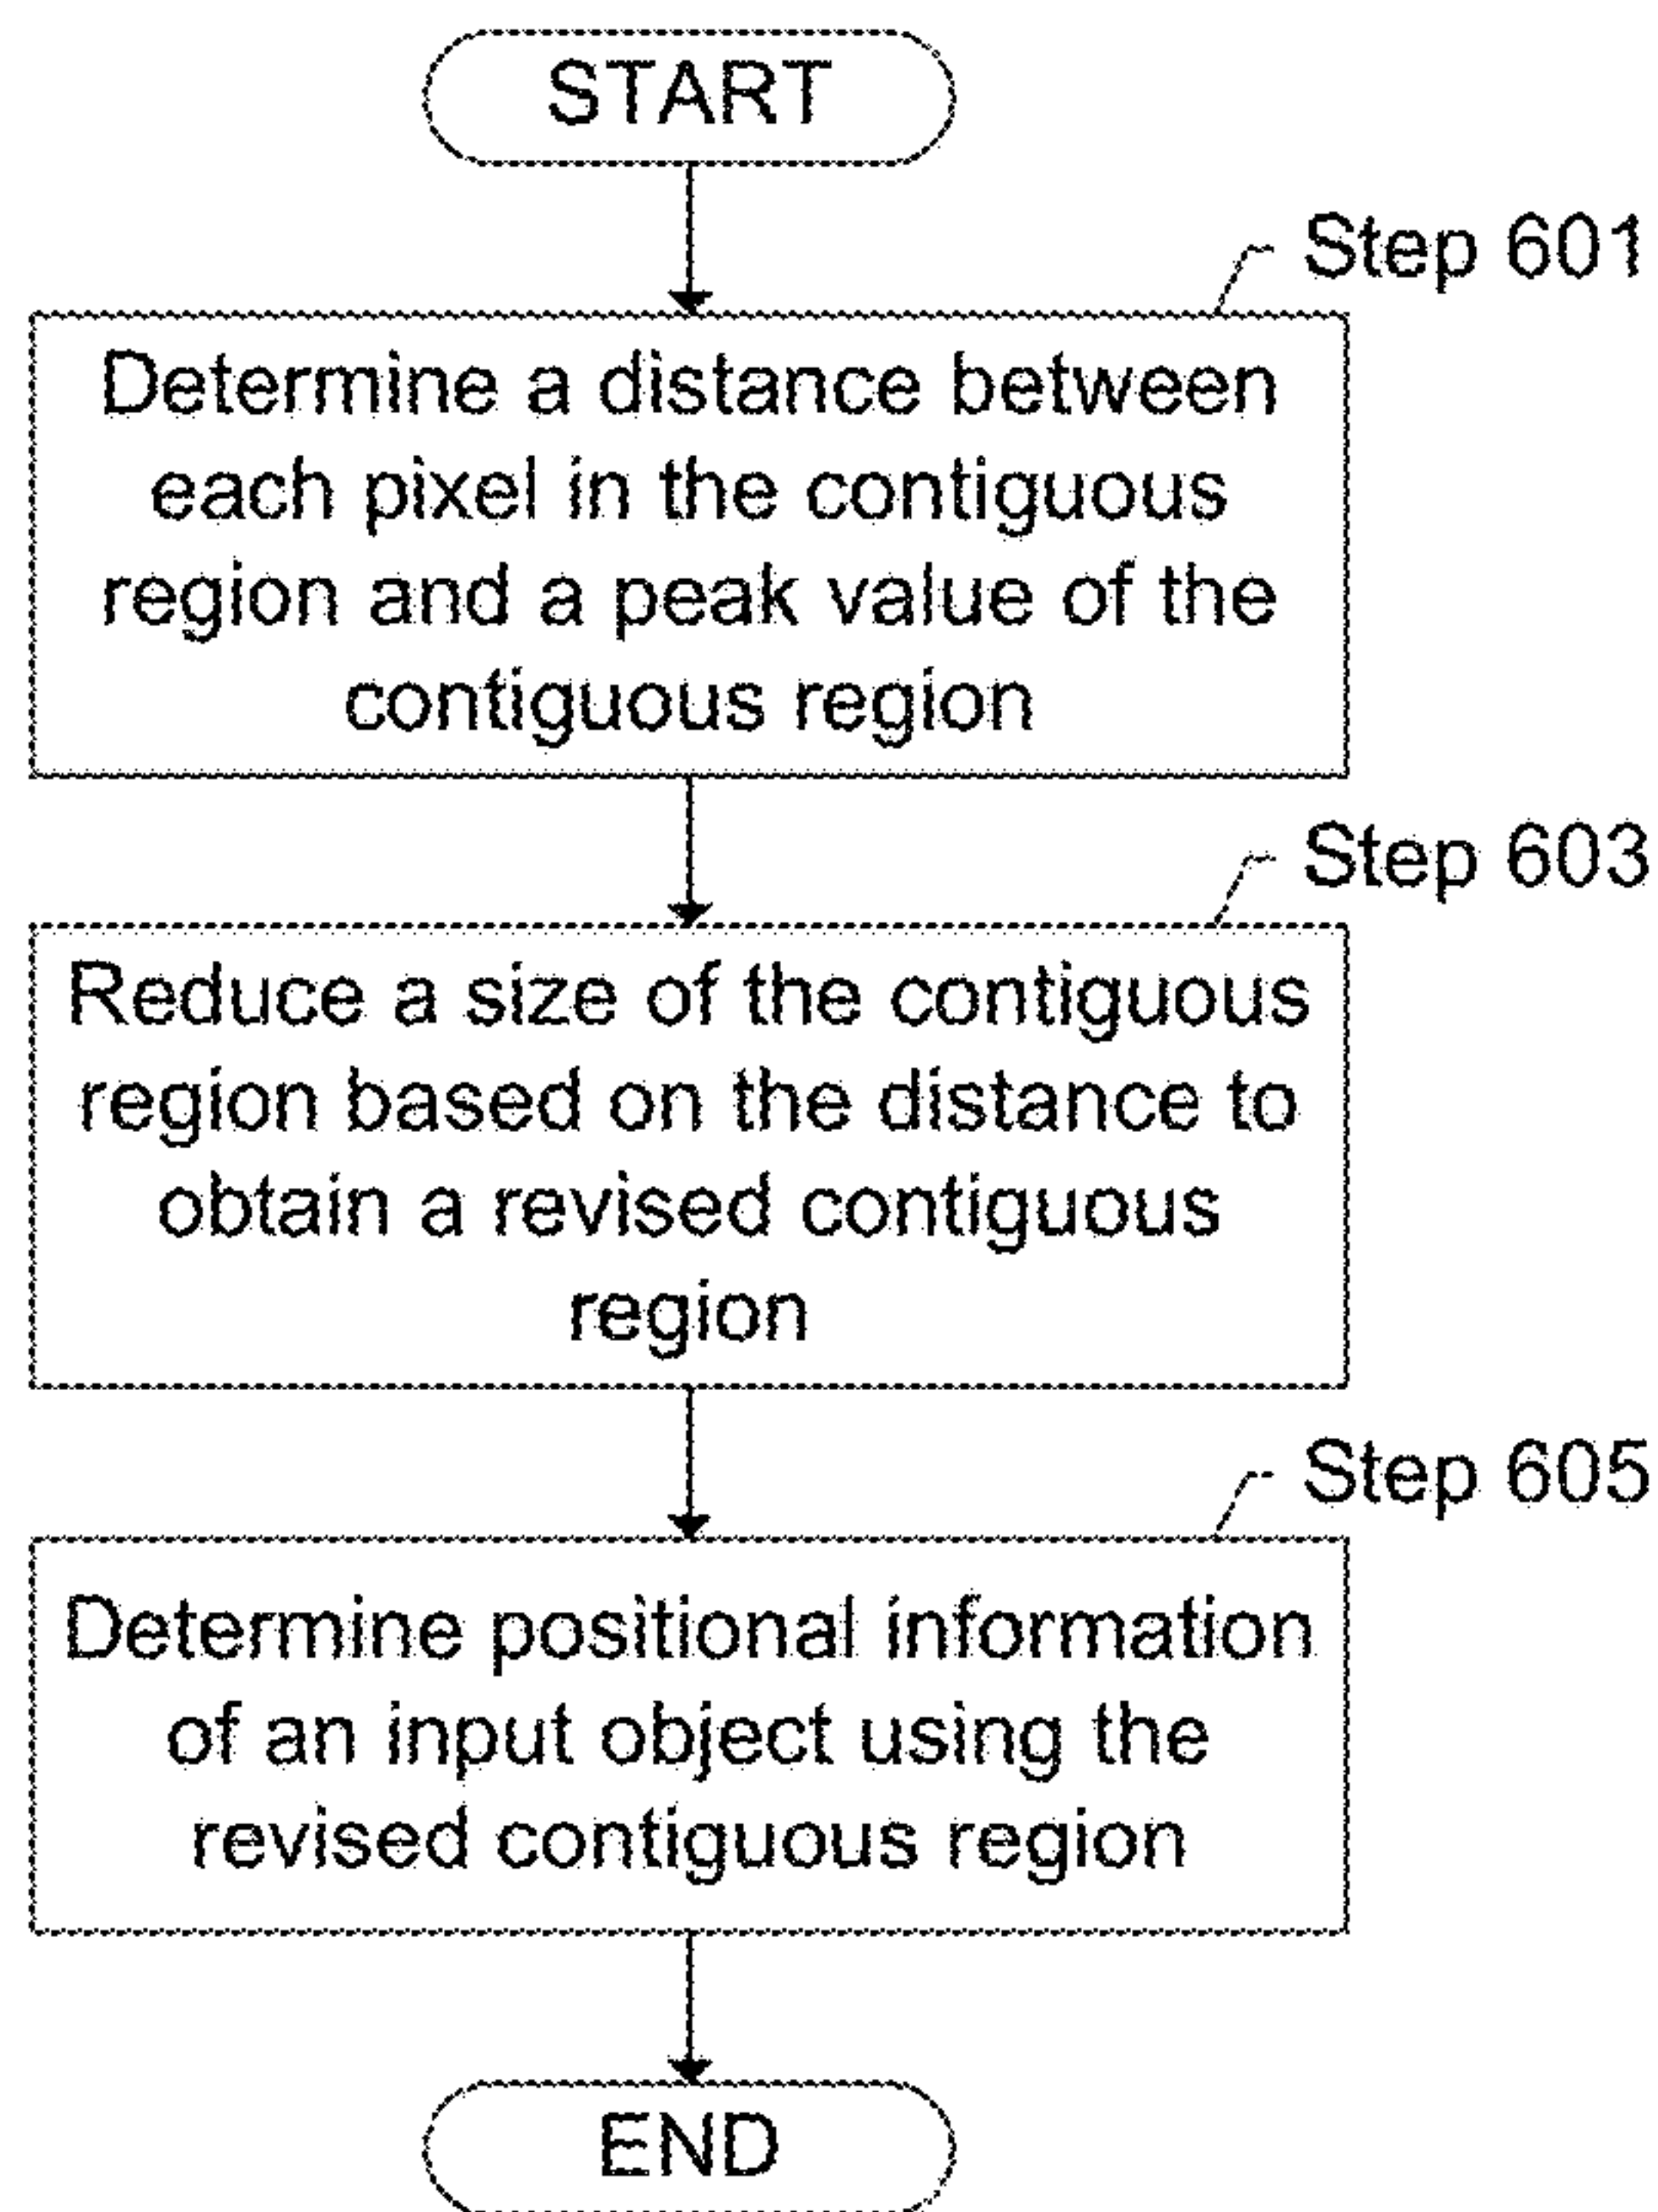 START
Step 601
Determine a distance between
each pixel in the contiguous
region and a peak value of the
contiguous region
Step 603
Reduce a size of the contiguous
region based on the distance to
obtain a revised contiguous
region
Step 605
Determine positional information
of an input object using the
revised contiguous region
END